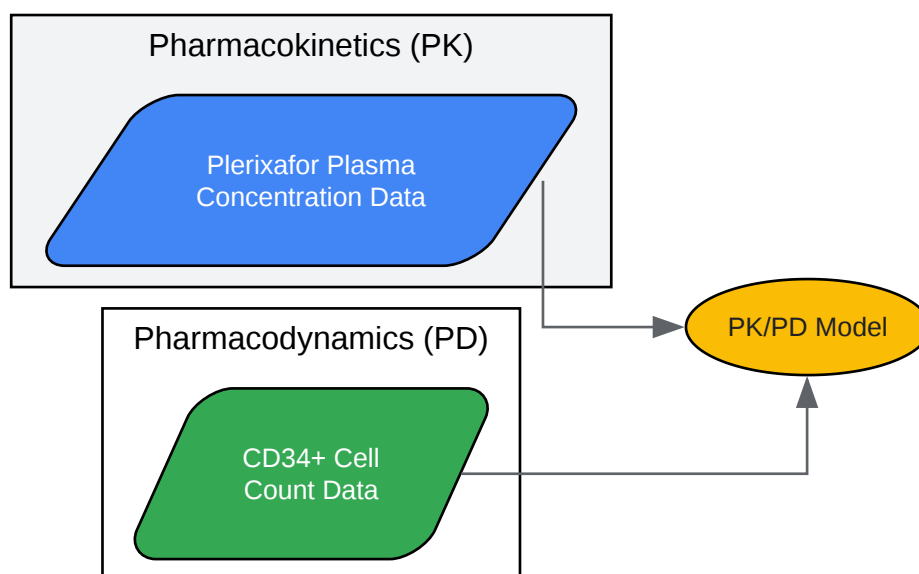 Pharmacokinetics (PK)
Plerixafor Plasma
Concentration Data
Pharmacodynamics (PD)
CD34+ Cell
Count Data
PK/PD Model